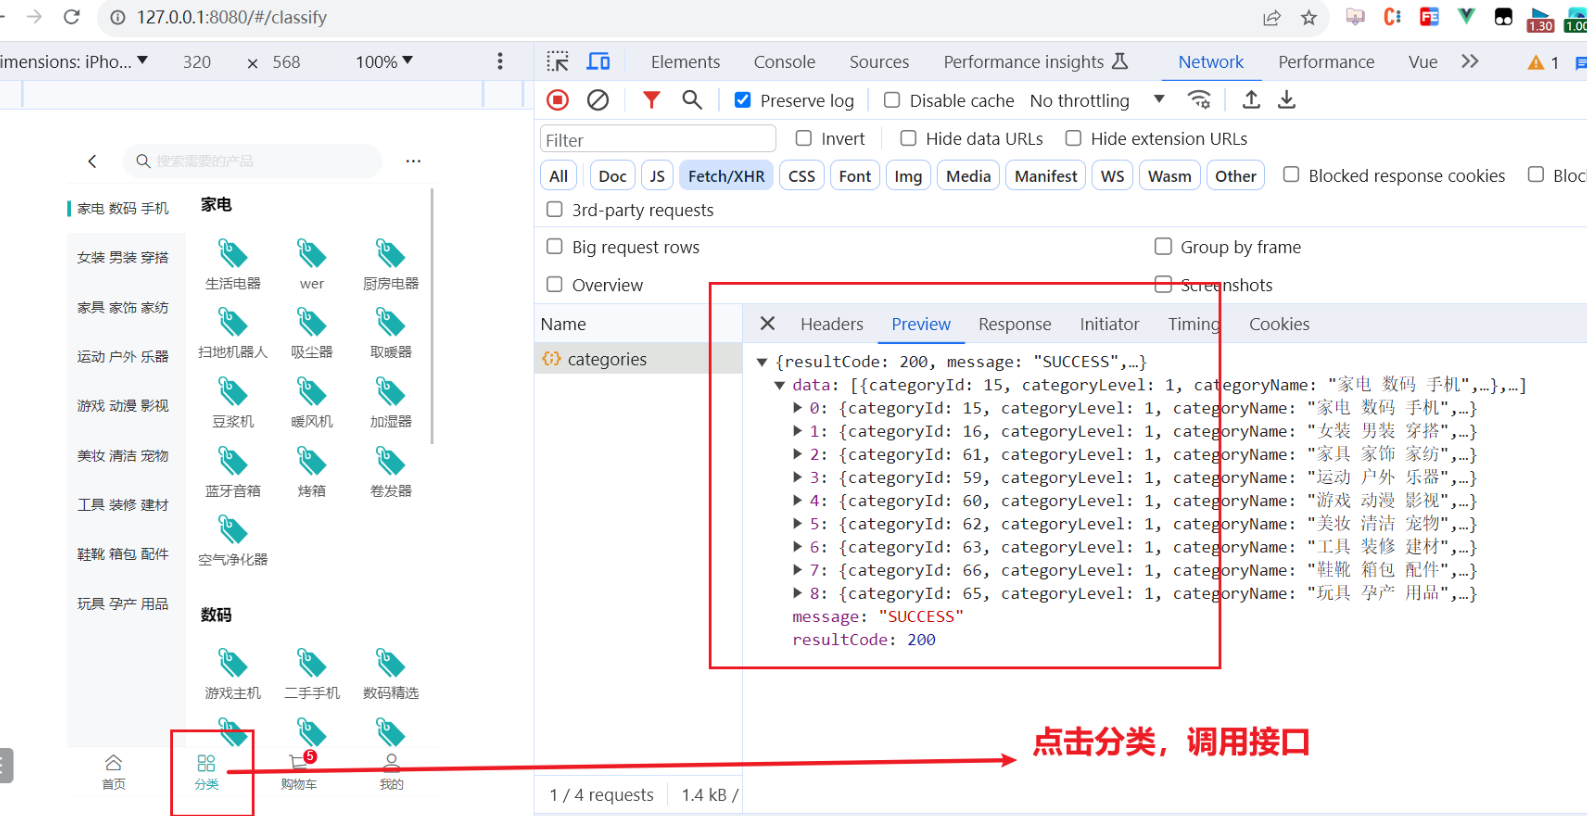 127.0.0.1:8080/#/classify
1.30
1.00
imensions: iPho... ▼ 320 × 568 100% ▼
Elements Console Sources Performance insights Network Performance Vue 1
Preserve log Disable cache No throttling
Filter Invert Hide data URLs Hide extension URLs
All Doc JS Fetch/XHR CSS Font Img Media Manifest WS Wasm Other Blocked response cookies Bloc
3rd-party requests
Big request rows Group by frame
Overview Screenshots
Name Headers Preview Response Initiator Timing Cookies
categories
{resultCode: 200, message: "SUCCESS",…}
data: [{categoryId: 15, categoryLevel: 1, categoryName: "家电 数码 手机",…},…]
0: {categoryId: 15, categoryLevel: 1, categoryName: "家电 数码 手机",…}
1: {categoryId: 16, categoryLevel: 1, categoryName: "女装 男装 穿搭",…}
2: {categoryId: 61, categoryLevel: 1, categoryName: "家具 家饰 家纺",…}
3: {categoryId: 59, categoryLevel: 1, categoryName: "运动 户外 乐器",…}
4: {categoryId: 60, categoryLevel: 1, categoryName: "游戏 动漫 影视",…}
5: {categoryId: 62, categoryLevel: 1, categoryName: "美妆 清洁 宠物",…}
6: {categoryId: 63, categoryLevel: 1, categoryName: "工具 装修 建材",…}
7: {categoryId: 66, categoryLevel: 1, categoryName: "鞋靴 箱包 配件",…}
8: {categoryId: 65, categoryLevel: 1, categoryName: "玩具 孕产 用品",…}
message: "SUCCESS"
resultCode: 200
1 / 4 requests 1.4 kB /
搜索需要的产品 ...
家电 数码 手机
女装 男装 穿搭
家具 家饰 家纺
运动 户外 乐器
游戏 动漫 影视
美妆 清洁 宠物
工具 装修 建材
鞋靴 箱包 配件
玩具 孕产 用品
家电
生活电器 wer 厨房电器
扫地机器人 吸尘器 取暖器
豆浆机 暖风机 加湿器
蓝牙音箱 烤箱 卷发器
空气净化器
数码
游戏主机 二手手机 数码精选
5
首页 分类 购物车 我的
点击分类，调用接口